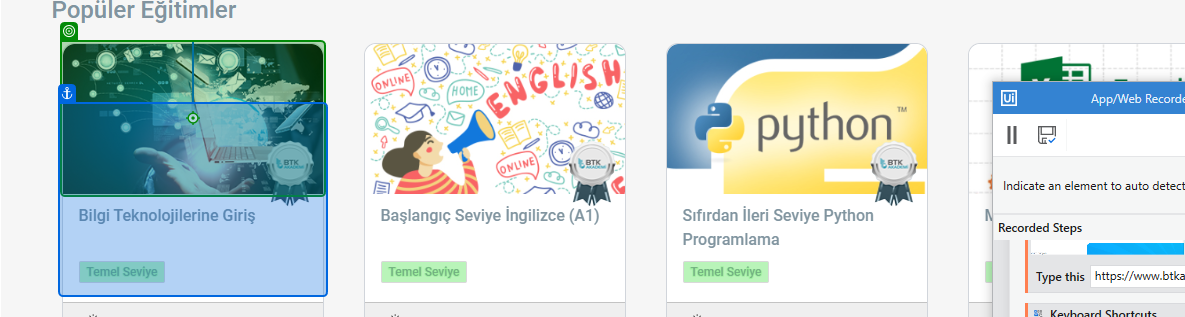 Popüler Eğitimler
ONLINE
HOME
ENGLISH
ONLINE
BTK
AKADEMİ
BTK
AKADEMİ
BTK
AKADEMİ
python™
Bilgi Teknolojilerine Giriş
Temel Seviye
Başlangıç Seviye İngilizce (A1)
Temel Seviye
Sıfırdan İleri Seviye Python
Programlama
Temel Seviye
M
Ui
App/Web Recorde
Indicate an element to auto detect
Recorded Steps
Type this
https://www.btka
Keyboard Shortcuts